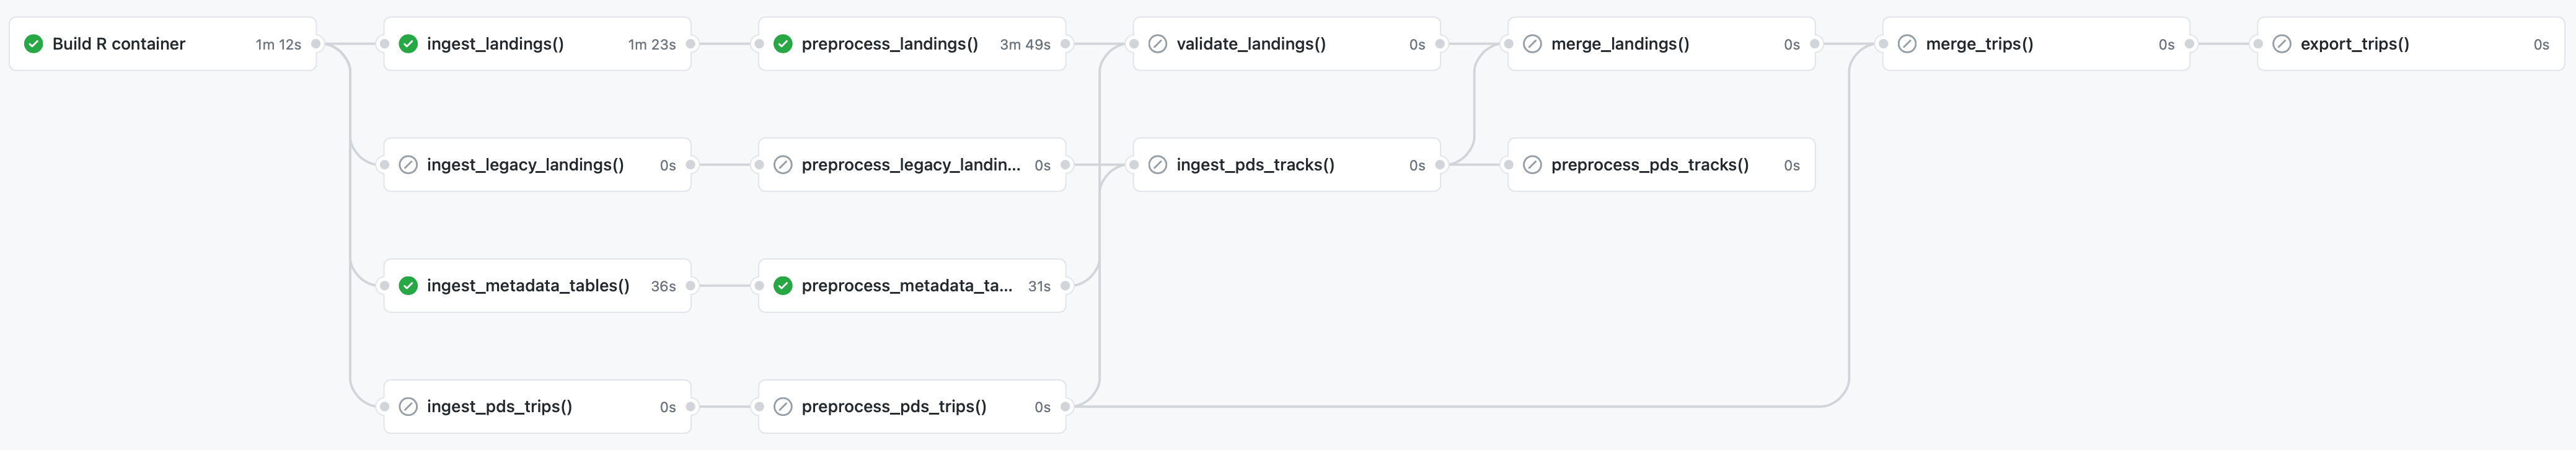 Build R container 1m 12s
ingest_landings() 1m 23s
preprocess_landings() 3m 49s
validate_landings() 0s
merge_landings() 0s
merge_trips() 0s
export_trips() 0s
ingest_legacy_landings() 0s
preprocess_legacy_landin... 0s
ingest_pds_tracks() 0s
preprocess_pds_tracks() 0s
ingest_metadata_tables() 36s
preprocess_metadata_ta... 31s
ingest_pds_trips() 0s
preprocess_pds_trips() 0s